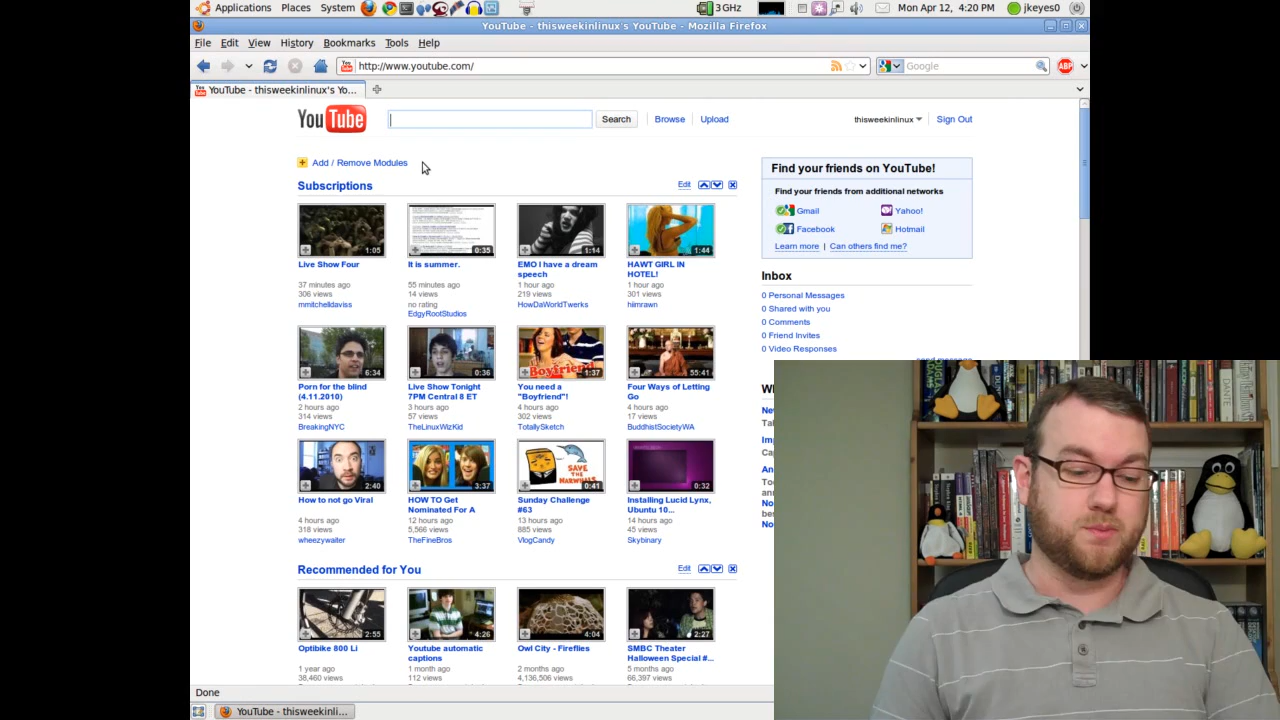 Applications Places System
3 GHz
Mon Apr 12, 4:20 PM
jkeyes0
YouTube - thisweekinlinux's YouTube - Mozilla Firefox
File Edit View History Bookmarks Tools Help
http://www.youtube.com/
Google
ABP
YouTube - thisweekinlinux's Yo...
YouTube
Search
Browse
Upload
thisweekinlinux
Sign Out
Add / Remove Modules
Subscriptions
Edit
1:05
0:35
1:14
1:44
Live Show Four
It is summer.
EMO I have a dream speech
HAWT GIRL IN HOTEL!
37 minutes ago
306 views
mmitchelldaviss
55 minutes ago
14 views
no rating
EdgyRootStudios
1 hour ago
219 views
HowDaWorldTwerks
1 hour ago
301 views
hiimrawn
6:34
0:36
Boyfriend
1:37
55:41
Porn for the blind (4.11.2010)
Live Show Tonight 7PM Central 8 ET
You need a "Boyfriend"!
Four Ways of Letting Go
2 hours ago
314 views
BreakingNYC
3 hours ago
57 views
TheLinuxWizKid
4 hours ago
302 views
TotallySketch
4 hours ago
17 views
BuddhistSocietyWA
2:40
3:37
SAVE THE NARWHALS
0:41
0:32
How to not go Viral
HOW TO Get Nominated For A
Sunday Challenge #63
Installing Lucid Lynx, Ubuntu 10...
4 hours ago
318 views
wheezywaiter
12 hours ago
5,566 views
TheFineBros
13 hours ago
885 views
VlogCandy
14 hours ago
45 views
Skybinary
Recommended for You
Edit
2:55
4:26
4:04
2:27
Optibike 800 Li
Youtube automatic captions
Owl City - Fireflies
SMBC Theater Halloween Special #...
1 year ago
38,460 views
1 month ago
112 views
2 months ago
4,136,506 views
5 months ago
66,397 views
Find your friends on YouTube!
Find your friends from additional networks
Gmail
Yahoo!
Facebook
Hotmail
Learn more | Can others find me?
Inbox
0 Personal Messages
0 Shared with you
0 Comments
0 Friend Invites
0 Video Responses
Done
YouTube - thisweekinli...